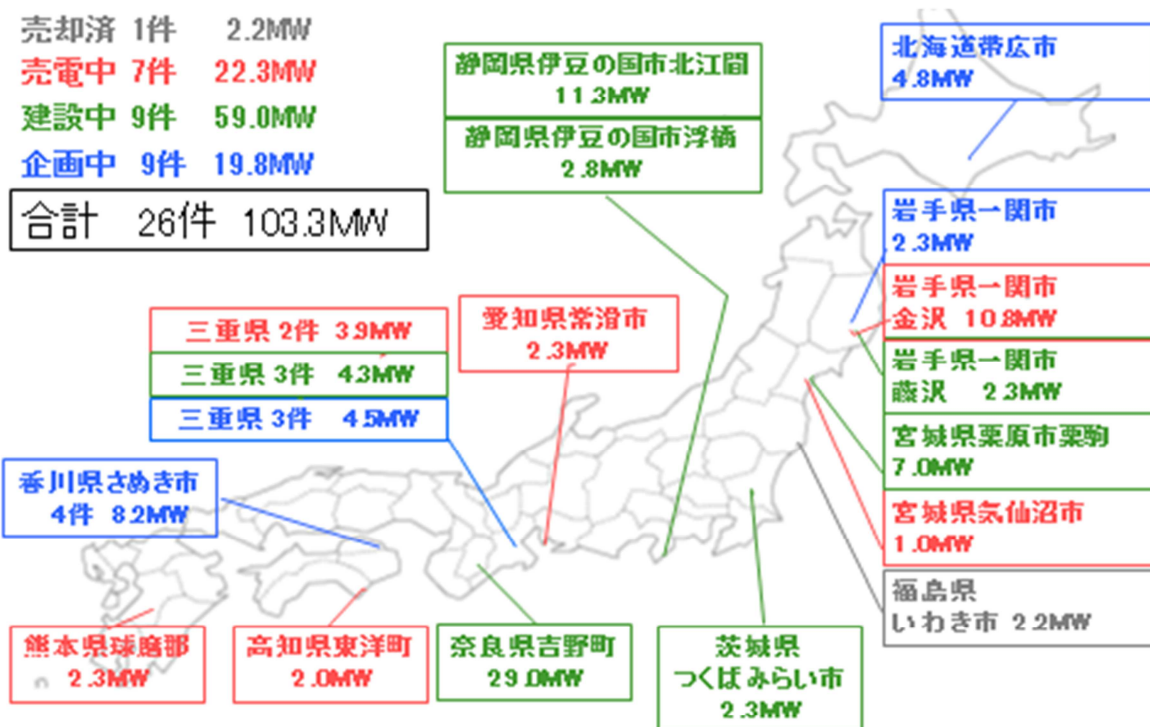 売却済 1件 2.2MW
売電中 7件 22.3MW
建設中 9件 59.0MW
企画中 9件 19.8MW
合計 26件 103.3MW
静岡県伊豆の国市北江間
11.3MW
静岡県伊豆の国市浮橋
2.8MW
北海道帯広市
4.8MW
岩手県一関市
2.3MW
岩手県一関市
金沢 10.8MW
岩手県一関市
藤沢 2.3MW
宮城県栗原市栗駒
7.0MW
宮城県気仙沼市
1.0MW
福島県
いわき市 2.2MW
三重県2件 3.9MW
三重県3件 4.3MW
三重県3件 4.5MW
愛知県常滑市
2.3MW
香川県さぬき市
4件 8.2MW
熊本県球磨郡
2.3MW
高知県東洋町
2.0MW
奈良県吉野町
29.0MW
茨城県
つくばみらい市
2.3MW